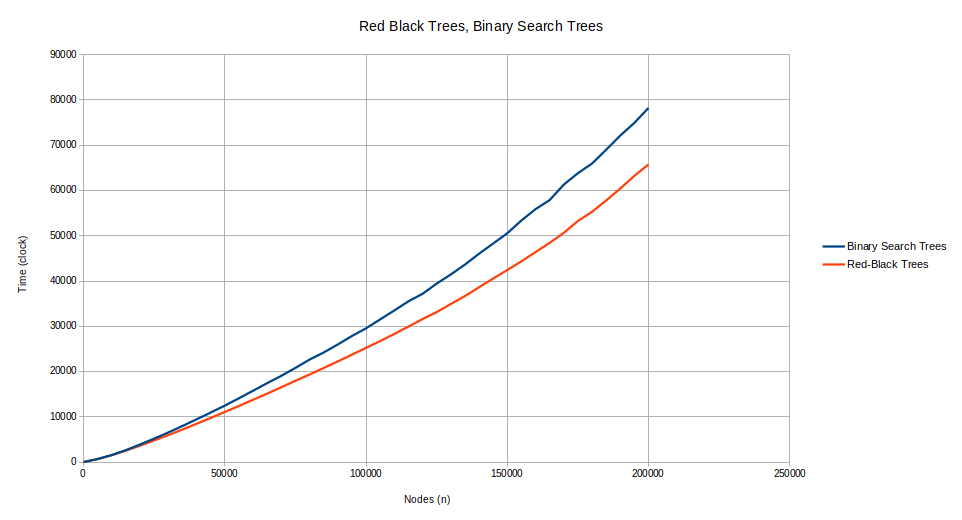 Red Black Trees, Binary Search Trees
90000
80000
70000
60000
50000
40000
30000
20000
10000
0
Time (clock)
0 50000 100000 150000 200000 250000
Nodes (n)
Binary Search Trees
Red-Black Trees